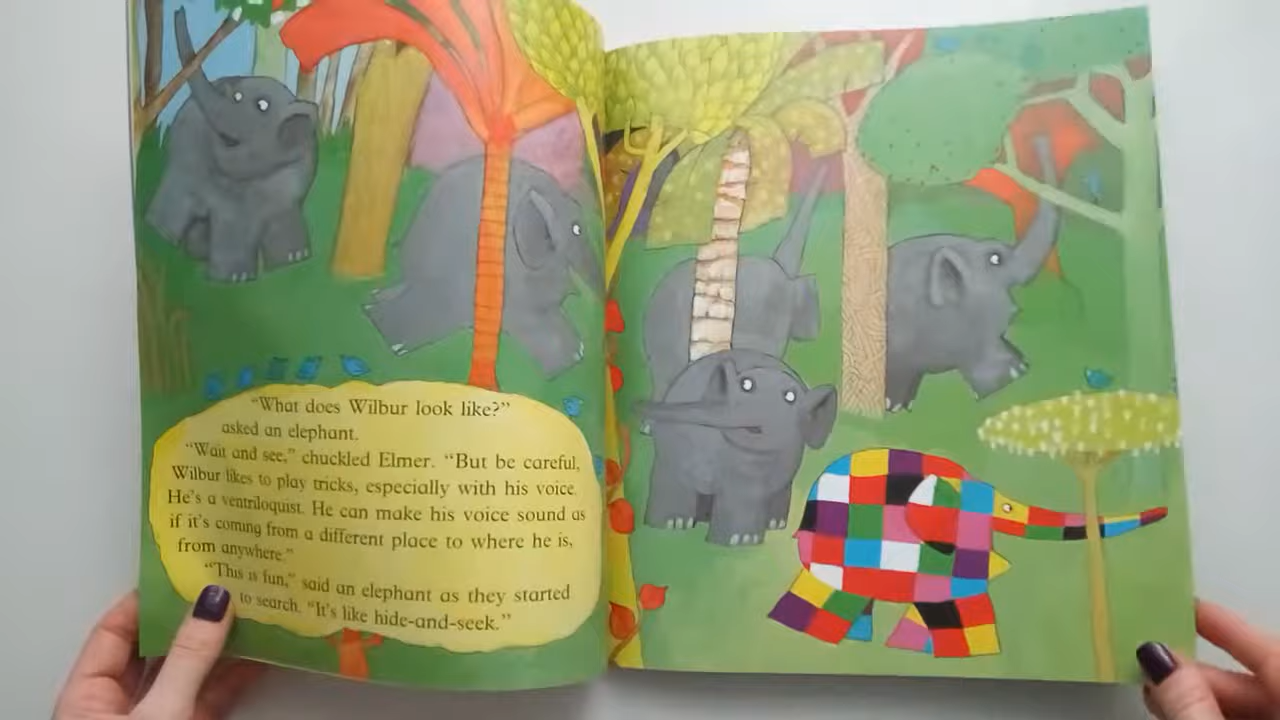 “What does Wilbur look like?”
asked an elephant.
“Wait and see,” chuckled Elmer. “But be careful,
Wilbur likes to play tricks, especially with his voice.
He's a ventriloquist. He can make his voice sound as
if it's coming from a different place to where he is,
from anywhere.”
“This is fun,” said an elephant as they started
to search. “It's like hide-and-seek.”